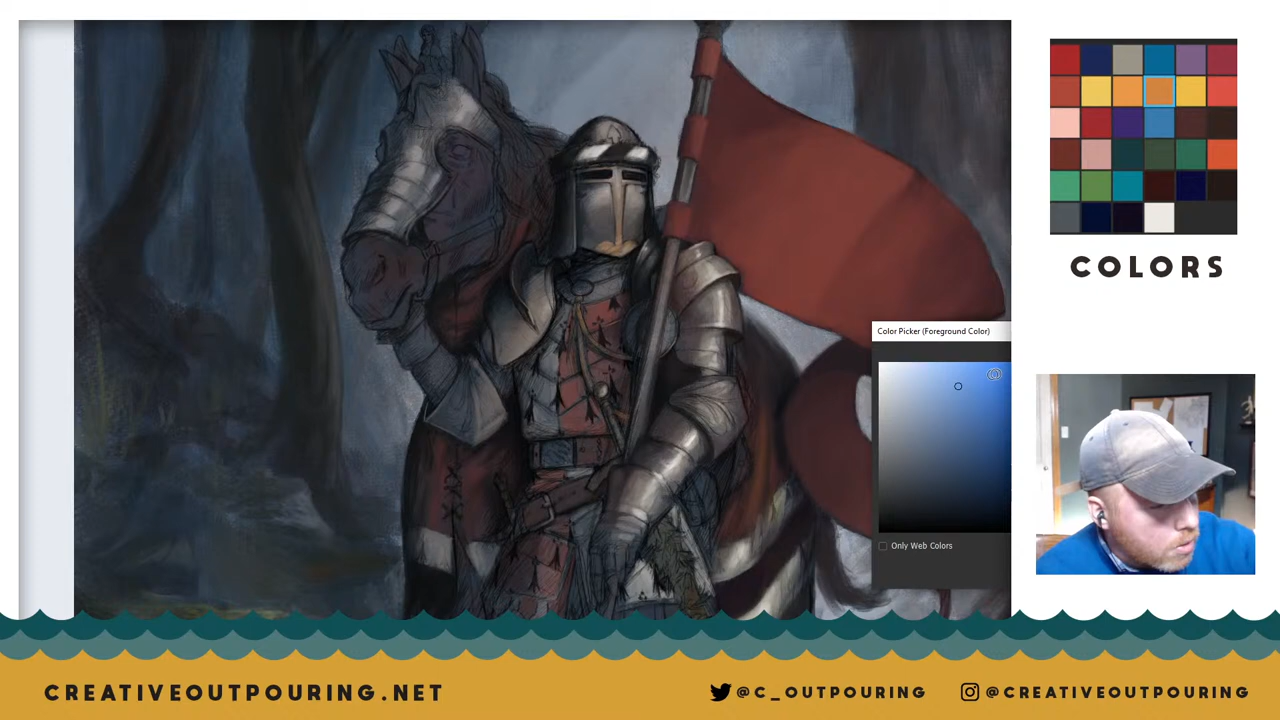 COLORS
Color Picker (Foreground Color)
Only Web Colors
CREATIVEOUTPOURING.NET
@C_OUTPOURING
@CREATIVEOUTPOURING